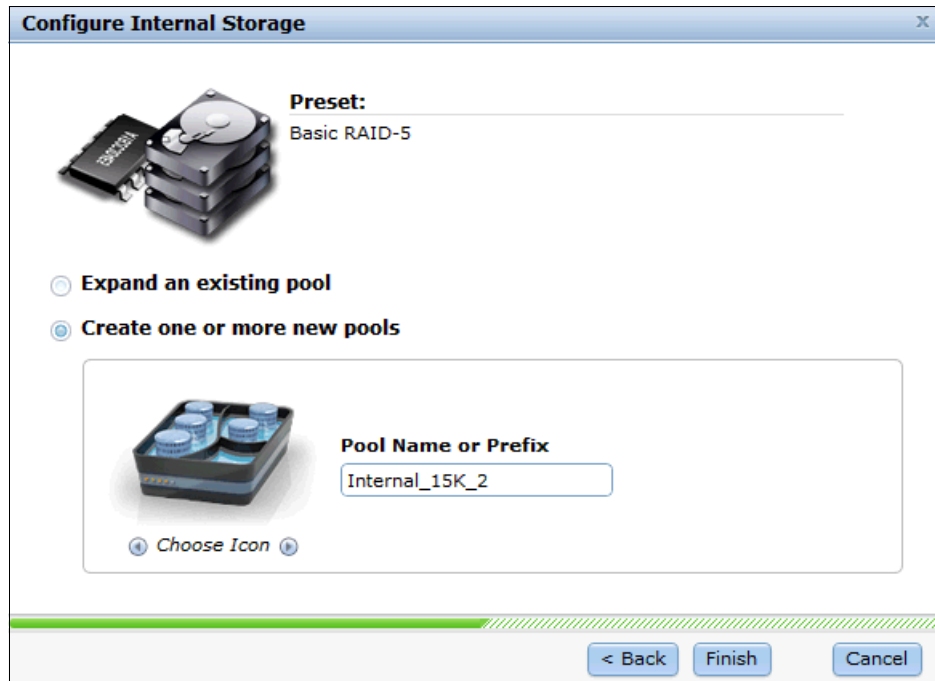 Configure Internal Storage
x
Preset:
Basic RAID-5
Expand an existing pool
Create one or more new pools
Pool Name or Prefix
Internal_15K_2
Choose Icon
< Back
Finish
Cancel